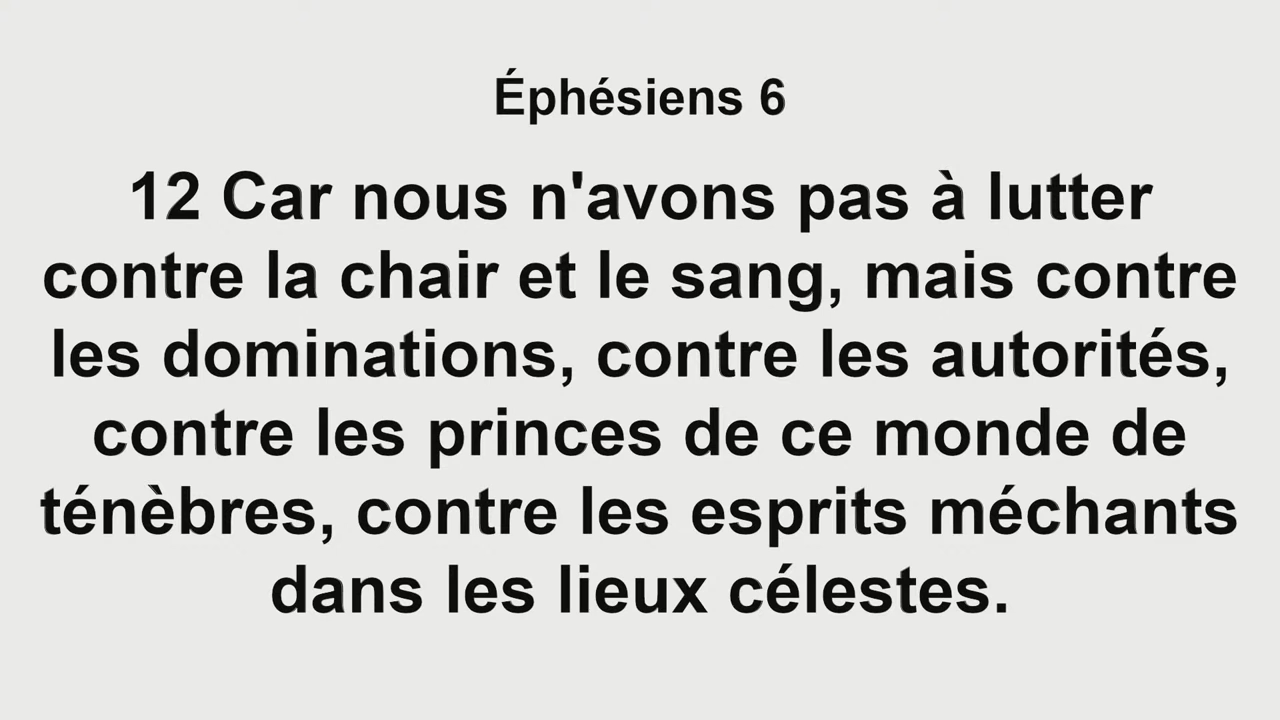 Éphésiens 6
12 Car nous n'avons pas à lutter
contre la chair et le sang, mais contre
les dominations, contre les autorités,
contre les princes de ce monde de
ténèbres, contre les esprits méchants
dans les lieux célestes.